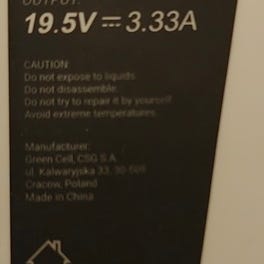 OUTPUT:
19.5V ⎓ 3.33A
CAUTION:
Do not expose to liquids.
Do not disassemble.
Do not try to repair it by yourself.
Avoid extreme temperatures.
Manufacturer:
Green Cell, CSG S.A.
ul. Kalwaryjska 33, 30-509
Cracow, Poland
Made in China